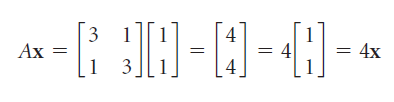 Ax = [3 1; 1 3][1; 1] = [4; 4] = 4[1; 1] = 4x